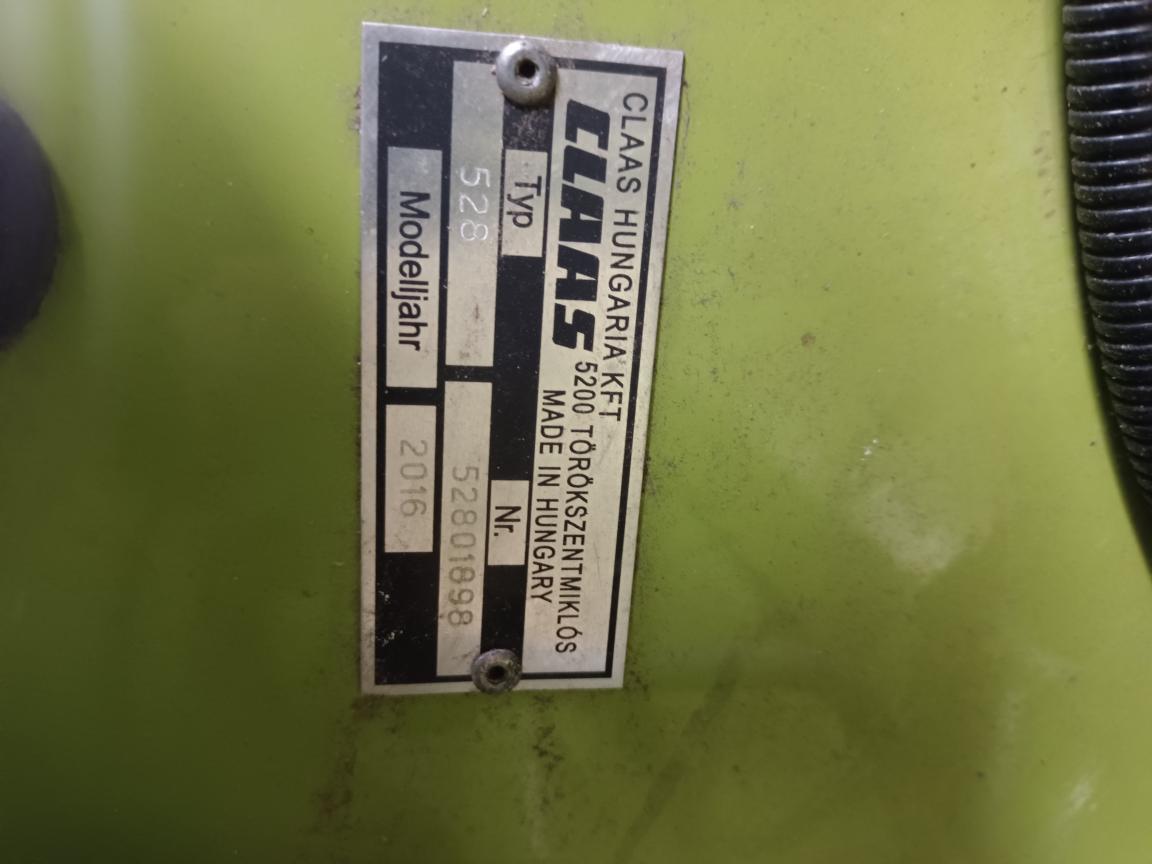 CLAAS HUNGARIA KFT
CLAAS 5200 TÖRÖKSZENTMIKLÓS
MADE IN HUNGARY
Typ Nr.
528 52801898
Modelljahr 2016